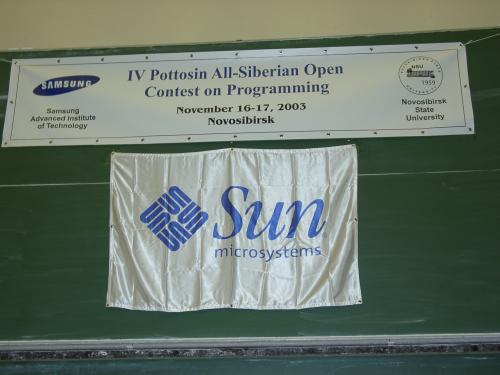 SAMSUNG
Samsung
Advanced Institute
of Technology
IV Pottosin All-Siberian Open
Contest on Programming
November 16-17, 2003
Novosibirsk
NSU
1959
Novosibirsk
State
University
Sun
microsystems